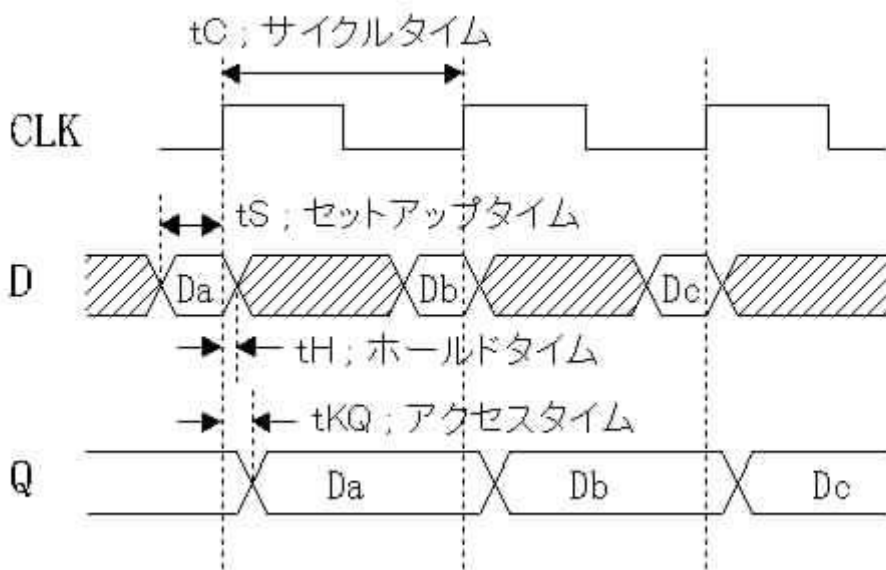 tC ; サイクルタイム
CLK
tS ; セットアップタイム
D
Da Db Dc
tH ; ホールドタイム
tKQ ; アクセスタイム
Q
Da Db Dc